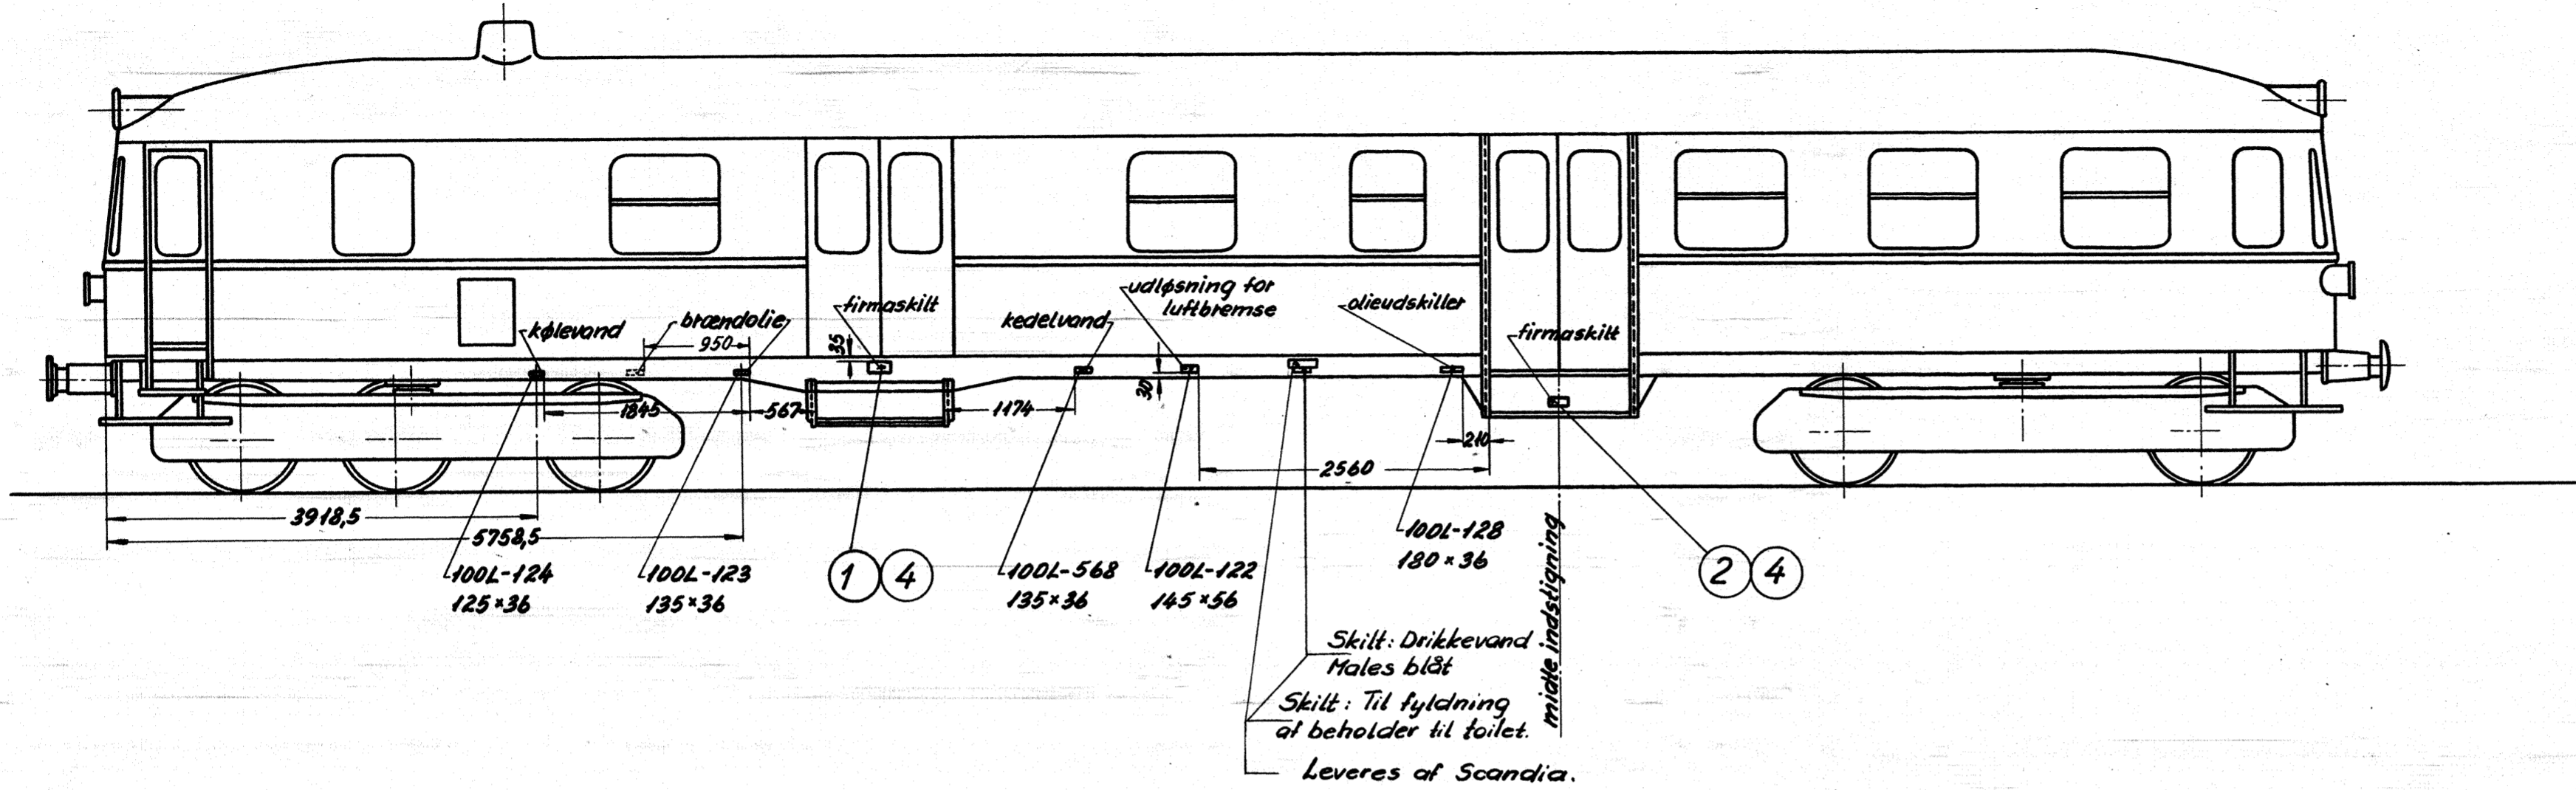 udløsning for
luftbremse
kølevand
brændolie
firmaskilt
kedelvand
olieudskiller
firmaskilt
950
35
30
1845
567
1174
210
2560
3918,5
5758,5
100L-124
125×36
100L-123
135×36
1
4
100L-568
135×36
100L-122
145×56
100L-128
180×36
midte indstigning
2
4
Skilt: Drikkevand
Males blåt
Skilt: Til fyldning
af beholder til toilet.
Leveres af Scandia.